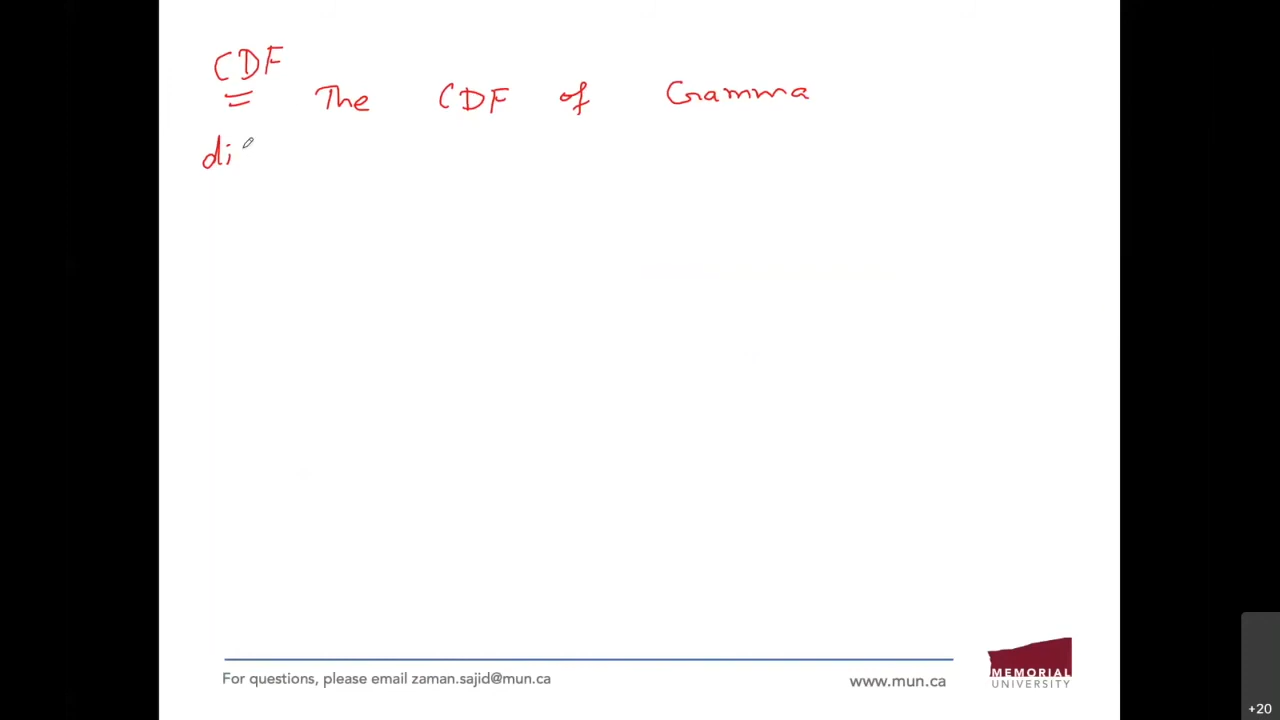 CDF
The CDF of Gamma
di
For questions, please email zaman.sajid@mun.ca
www.mun.ca
MEMORIAL
UNIVERSITY
+20